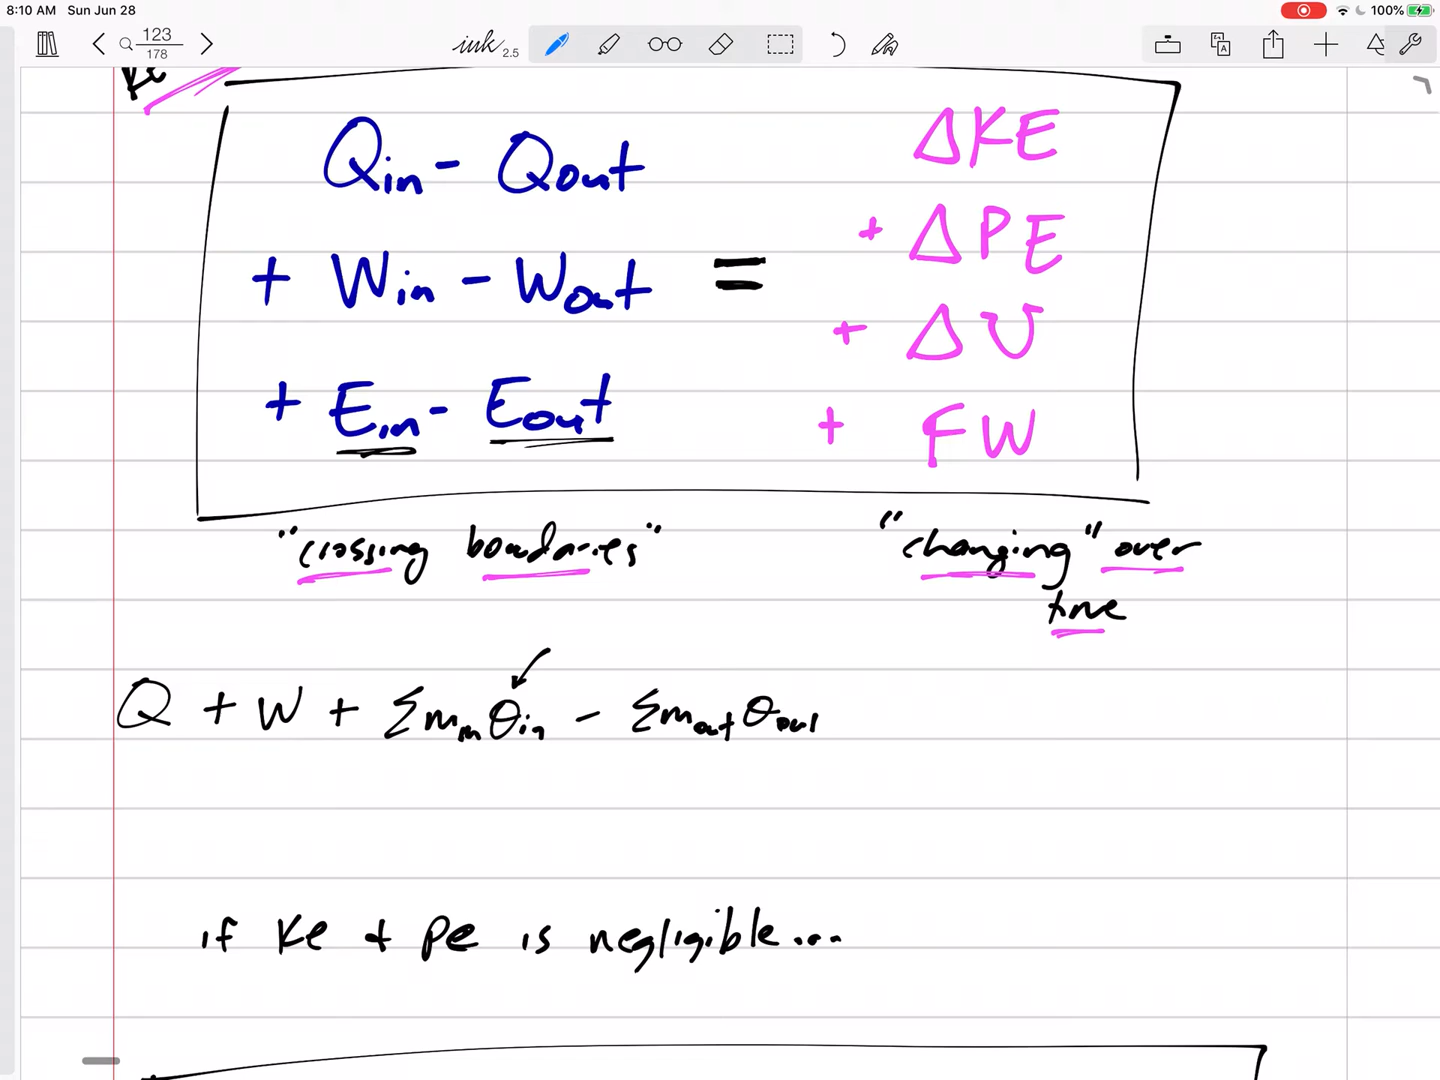 8:10 AM Sun Jun 28
100%
123
178
ink 2.5
Ke
Qin - Qout
+ Win - Wout
+ Ein - Eout
=
ΔKE
+ ΔPE
+ ΔU
+ FW
"crossing boundaries"
"changing" over
time
Q + W + Σmin θin - Σmout θout
if Ke + Pe is negligible...